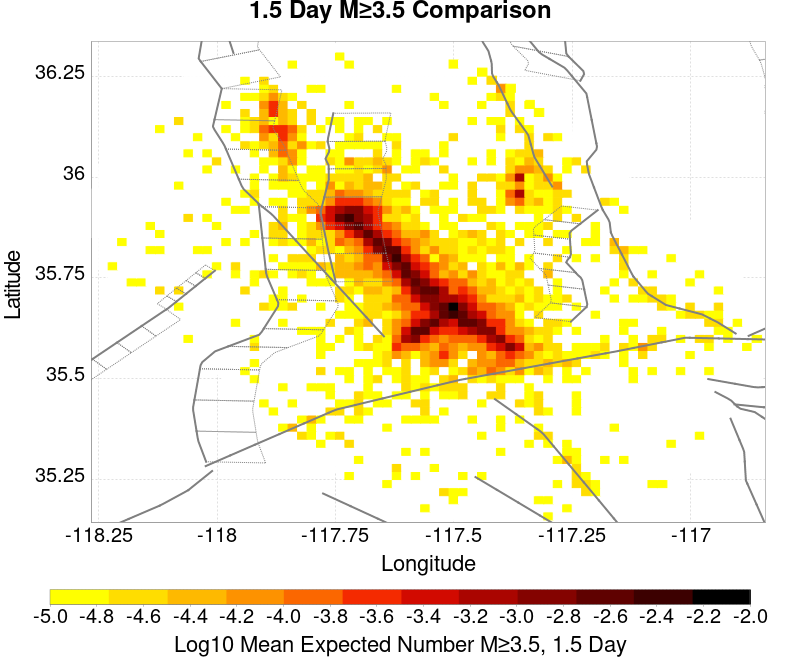 1.5 Day M≥3.5 Comparison
36.25
36
35.75
35.5
35.25
Latitude
-118.25 -118 -117.75 -117.5 -117.25 -117
Longitude
-5.0 -4.8 -4.6 -4.4 -4.2 -4.0 -3.8 -3.6 -3.4 -3.2 -3.0 -2.8 -2.6 -2.4 -2.2 -2.0
Log10 Mean Expected Number M≥3.5, 1.5 Day